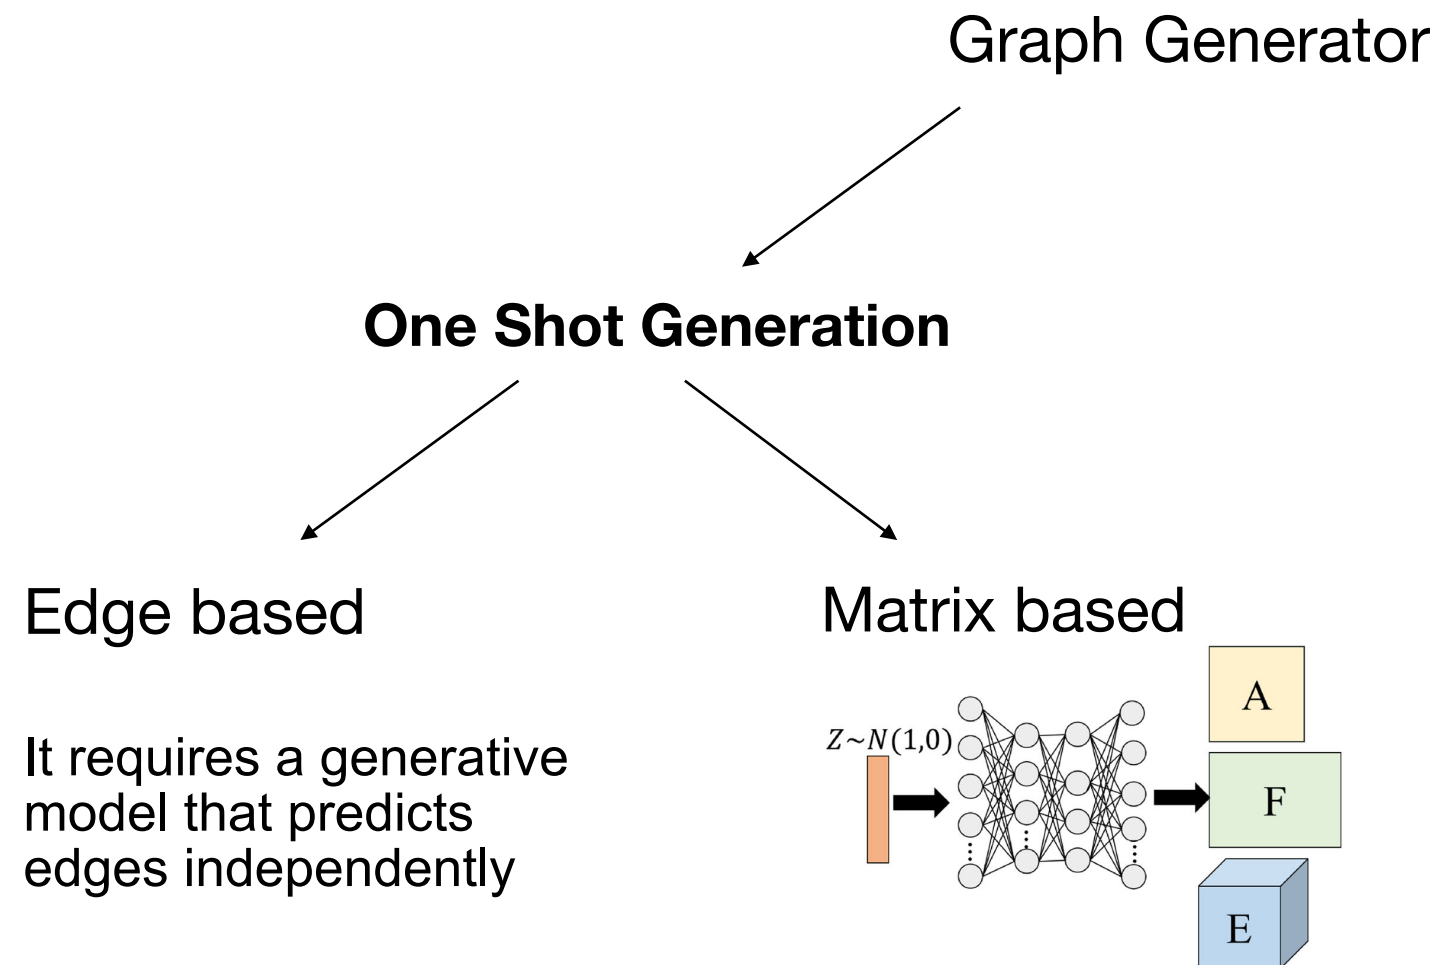 Graph Generator
One Shot Generation
Edge based
Matrix based
It requires a generative
model that predicts
edges independently
Z~N(1,0)
A
F
E